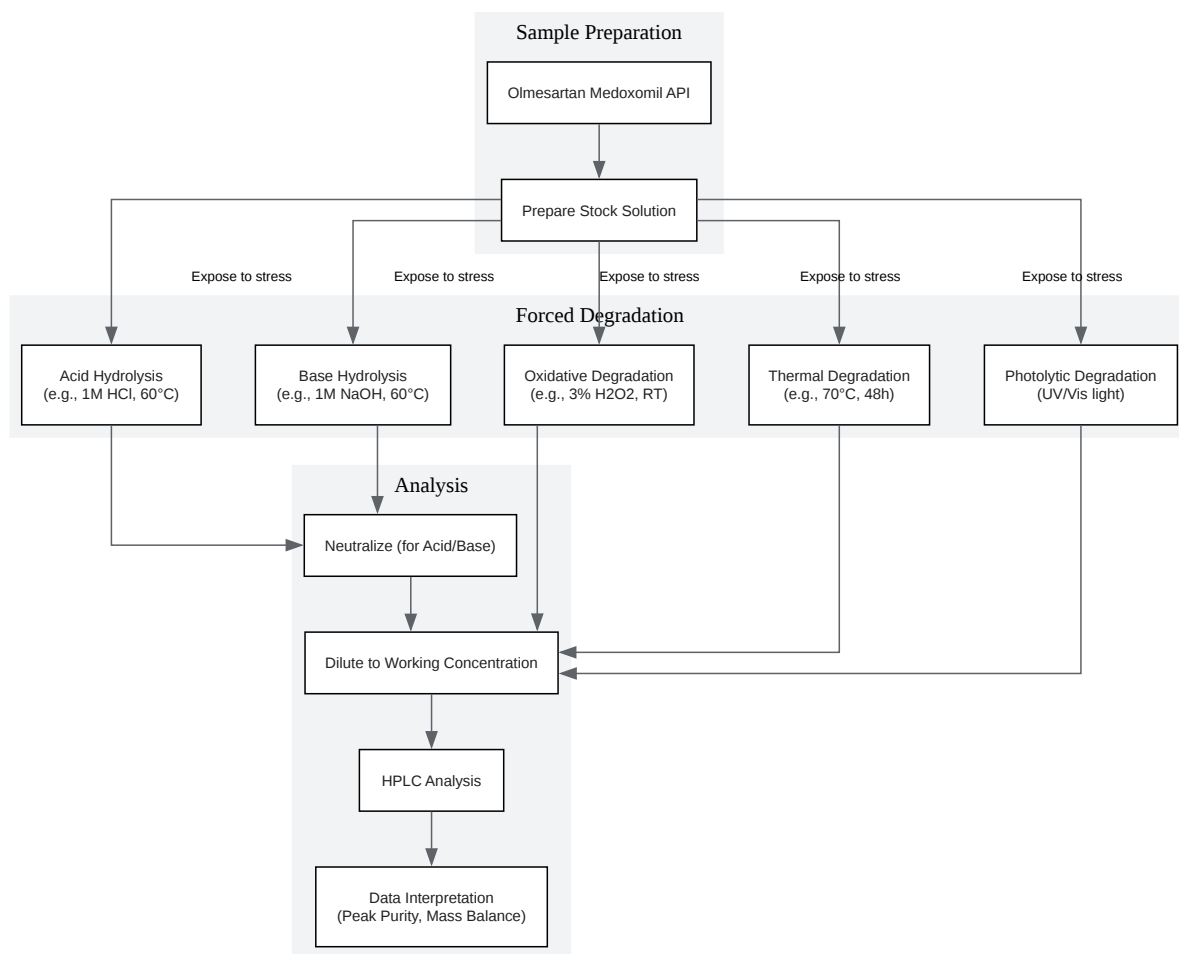 Sample Preparation
Olmesartan Medoxomil API
Prepare Stock Solution
Expose to stress
Expose to stress
Expose to stress
Expose to stress
Expose to stress
Forced Degradation
Acid Hydrolysis
(e.g., 1M HCl, 60°C)
Base Hydrolysis
(e.g., 1M NaOH, 60°C)
Oxidative Degradation
(e.g., 3% H2O2, RT)
Thermal Degradation
(e.g., 70°C, 48h)
Photolytic Degradation
(UV/Vis light)
Analysis
Neutralize (for Acid/Base)
Dilute to Working Concentration
HPLC Analysis
Data Interpretation
(Peak Purity, Mass Balance)